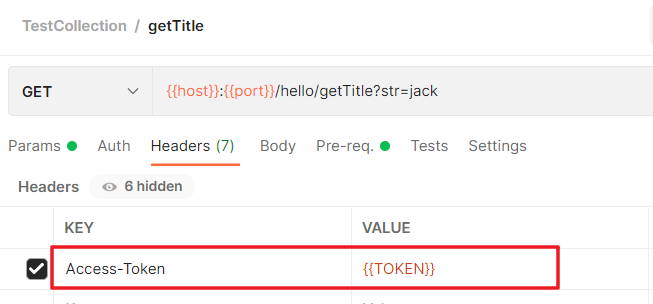 TestCollection / getTitle
GET {{host}}:{{port}}/hello/getTitle?str=jack
Params Auth Headers (7) Body Pre-req. Tests Settings
Headers 6 hidden
KEY VALUE
Access-Token {{TOKEN}}